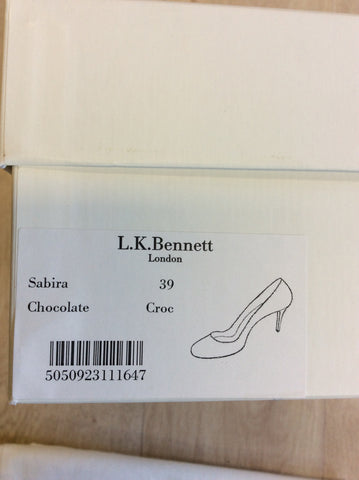 L.K.Bennett
London
Sabira 39
Chocolate Croc
5050923111647